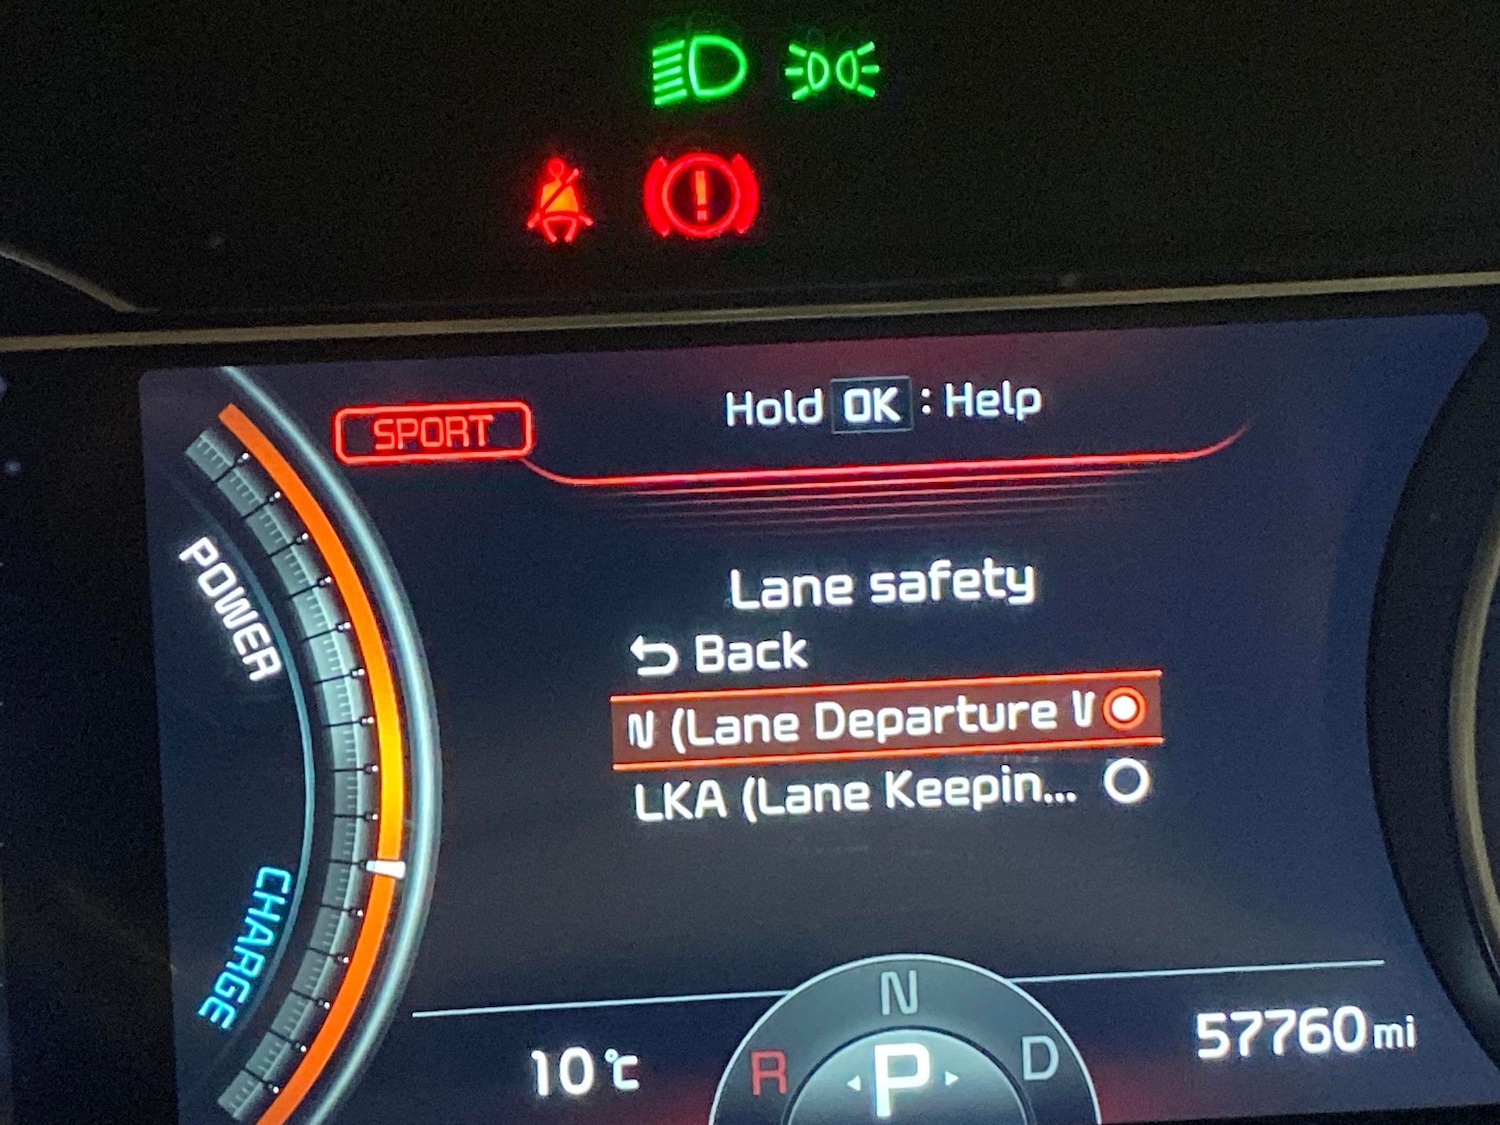 SPORT
Hold OK : Help
POWER
Lane safety
Back
N (Lane Departure W
LKA (Lane Keepin...
CHARGE
N
R
P
D
10°C
57760 mi